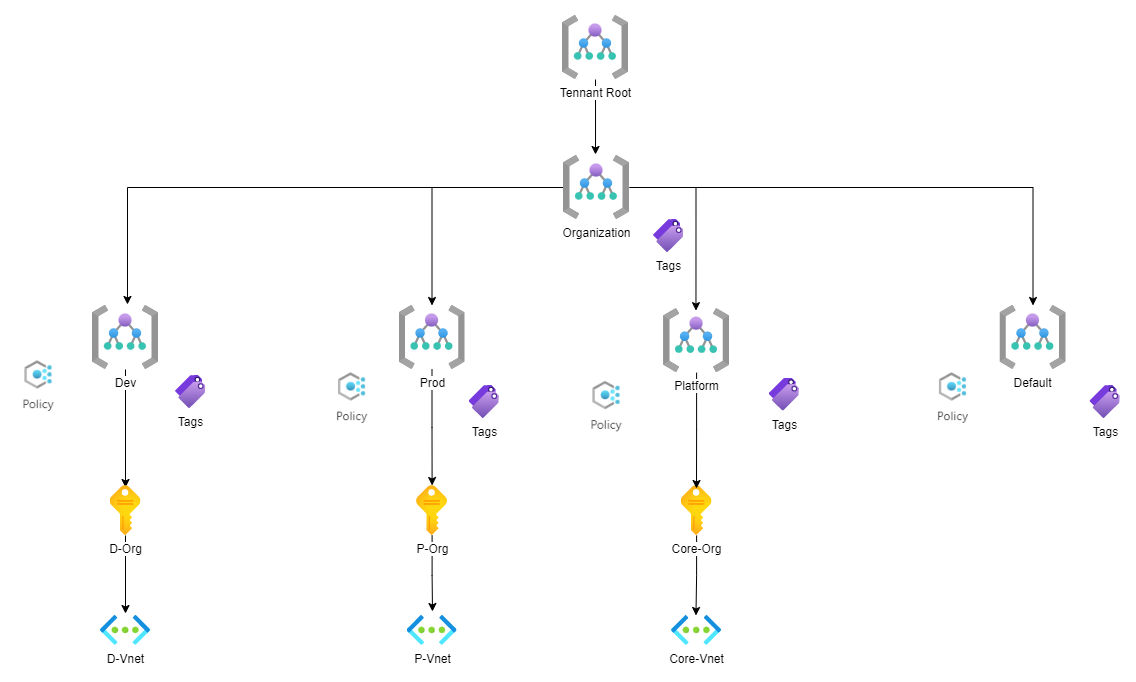 Tennant Root
Organization
Tags
Dev
Prod
Platform
Default
Policy
Tags
Policy
Tags
Policy
Tags
Policy
Tags
D-Org
P-Org
Core-Org
D-Vnet
P-Vnet
Core-Vnet